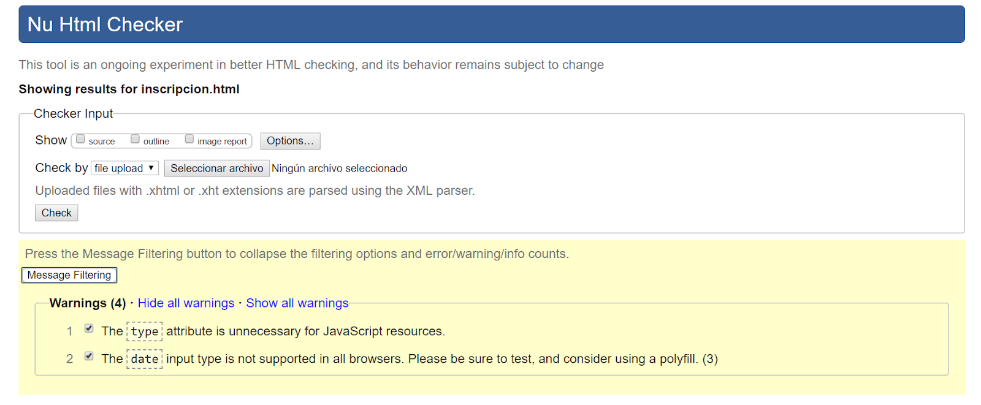 Nu Html Checker
This tool is an ongoing experiment in better HTML checking, and its behavior remains subject to change
Showing results for inscripcion.html
Checker Input
Show source outline image report Options...
Check by file upload Seleccionar archivo Ningún archivo seleccionado
Uploaded files with .xhtml or .xht extensions are parsed using the XML parser.
Check
Press the Message Filtering button to collapse the filtering options and error/warning/info counts.
Message Filtering
Warnings (4) · Hide all warnings · Show all warnings
1 The type attribute is unnecessary for JavaScript resources.
2 The date input type is not supported in all browsers. Please be sure to test, and consider using a polyfill. (3)